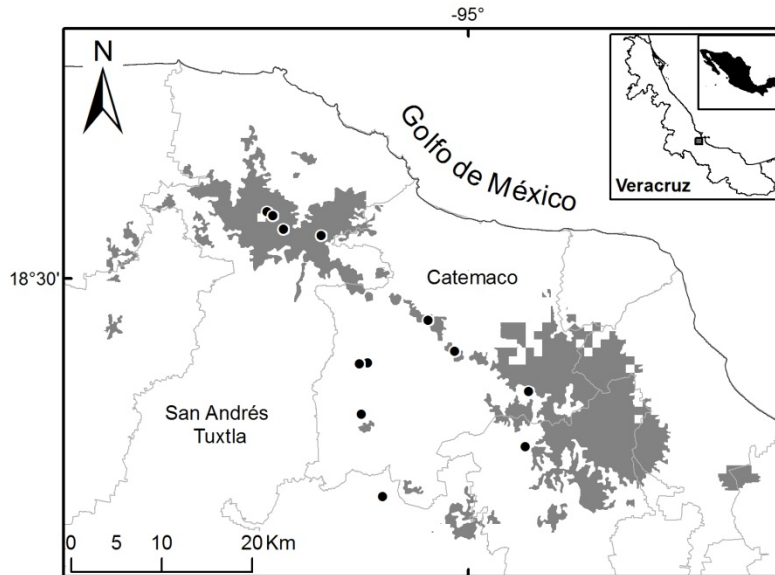 -95°
N
Golfo de México
Veracruz
18°30'
Catemaco
San Andrés
Tuxtla
0 5 10 20 Km